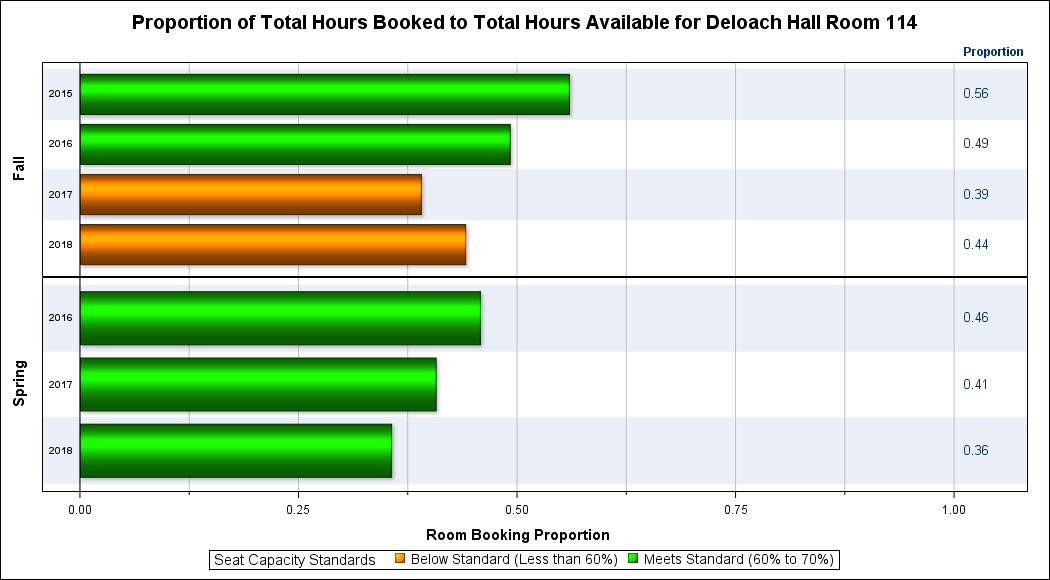 Proportion of Total Hours Booked to Total Hours Available for Deloach Hall Room 114
Proportion
Fall
2015 0.56
2016 0.49
2017 0.39
2018 0.44
Spring
2016 0.46
2017 0.41
2018 0.36
0.00 0.25 0.50 0.75 1.00
Room Booking Proportion
Seat Capacity Standards Below Standard (Less than 60%) Meets Standard (60% to 70%)